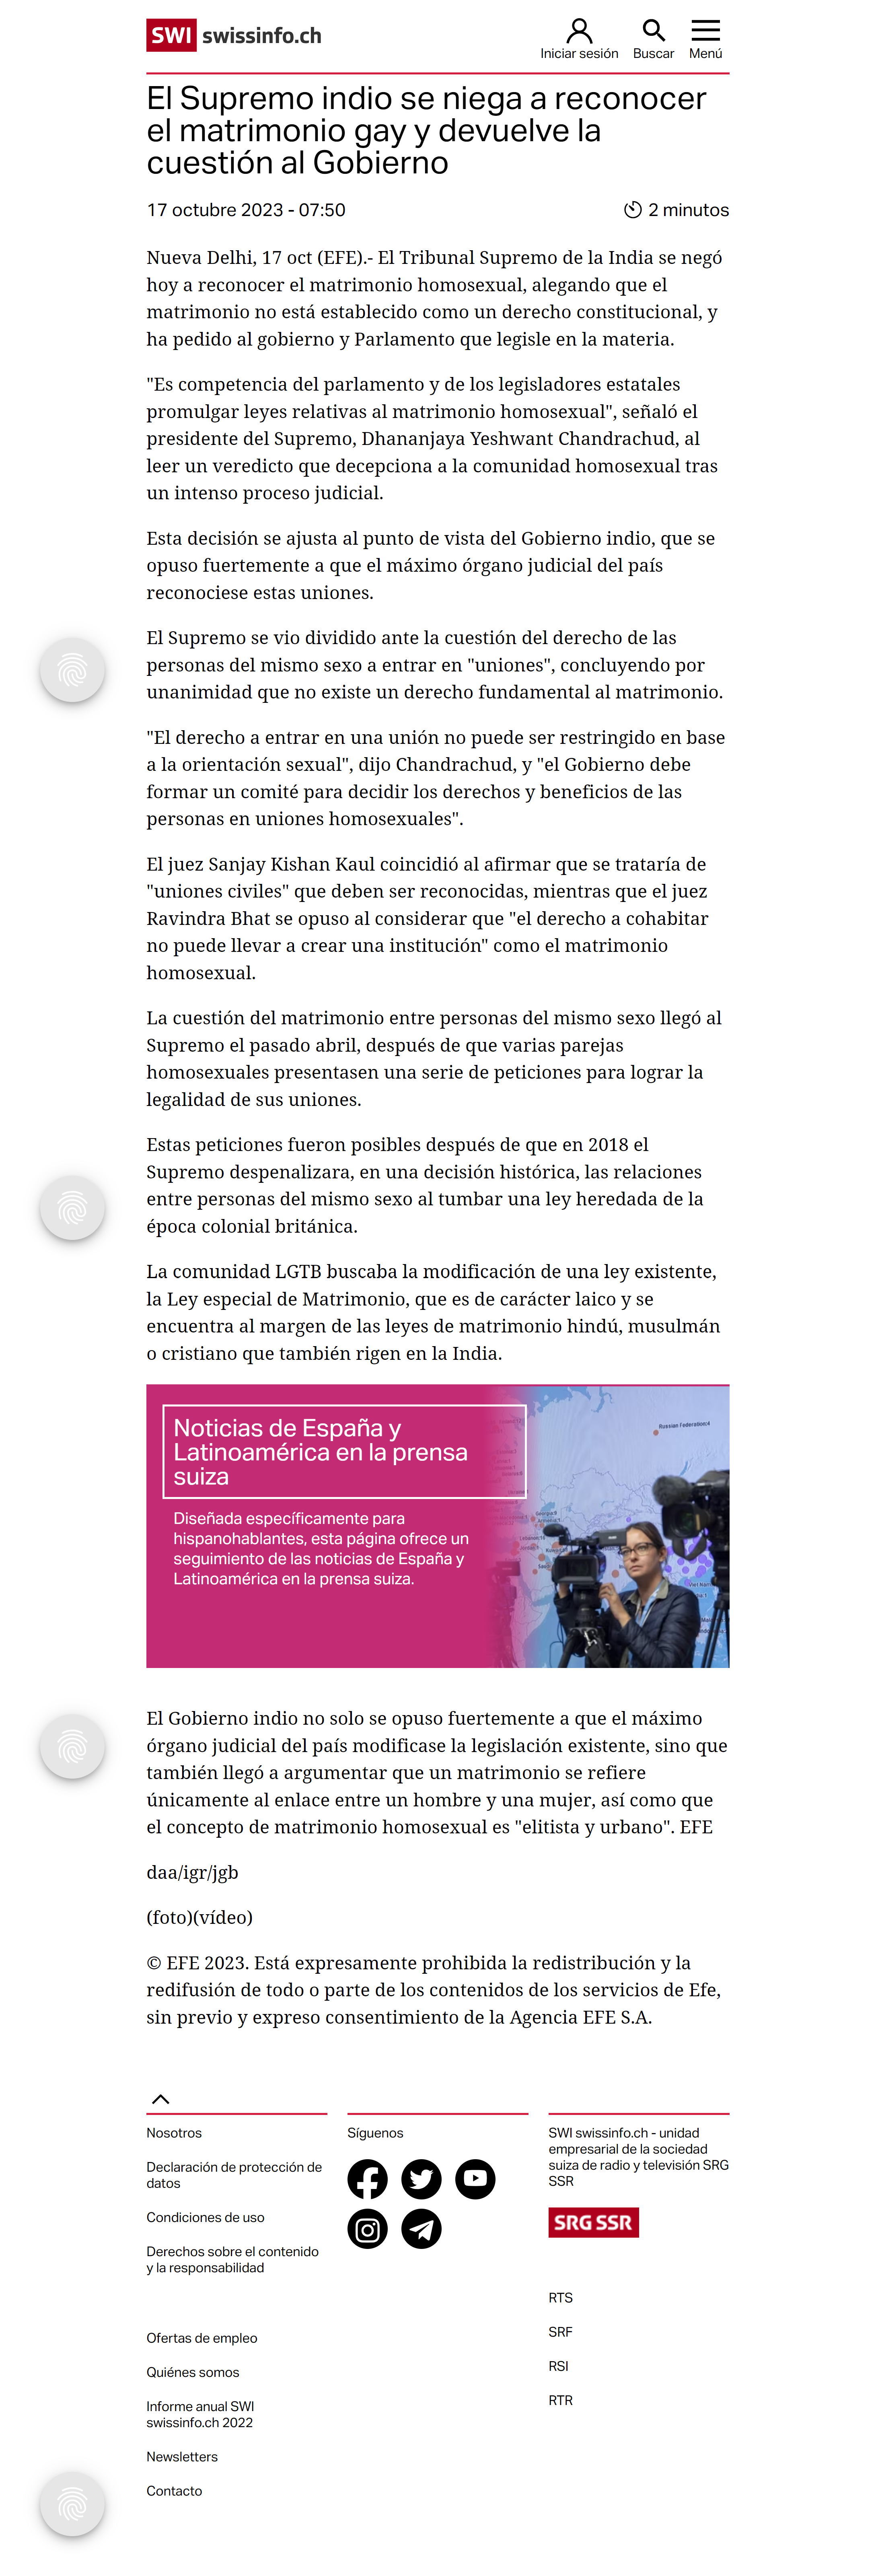 SWI swissinfo.ch
Iniciar sesión Buscar Menú
El Supremo indio se niega a reconocer
el matrimonio gay y devuelve la
cuestión al Gobierno
17 octubre 2023 - 07:50 2 minutos
Nueva Delhi, 17 oct (EFE).- El Tribunal Supremo de la India se negó
hoy a reconocer el matrimonio homosexual, alegando que el
matrimonio no está establecido como un derecho constitucional, y
ha pedido al gobierno y Parlamento que legisle en la materia.
"Es competencia del parlamento y de los legisladores estatales
promulgar leyes relativas al matrimonio homosexual", señaló el
presidente del Supremo, Dhananjaya Yeshwant Chandrachud, al
leer un veredicto que decepciona a la comunidad homosexual tras
un intenso proceso judicial.
Esta decisión se ajusta al punto de vista del Gobierno indio, que se
opuso fuertemente a que el máximo órgano judicial del país
reconociese estas uniones.
El Supremo se vio dividido ante la cuestión del derecho de las
personas del mismo sexo a entrar en "uniones", concluyendo por
unanimidad que no existe un derecho fundamental al matrimonio.
"El derecho a entrar en una unión no puede ser restringido en base
a la orientación sexual", dijo Chandrachud, y "el Gobierno debe
formar un comité para decidir los derechos y beneficios de las
personas en uniones homosexuales".
El juez Sanjay Kishan Kaul coincidió al afirmar que se trataría de
"uniones civiles" que deben ser reconocidas, mientras que el juez
Ravindra Bhat se opuso al considerar que "el derecho a cohabitar
no puede llevar a crear una institución" como el matrimonio
homosexual.
La cuestión del matrimonio entre personas del mismo sexo llegó al
Supremo el pasado abril, después de que varias parejas
homosexuales presentasen una serie de peticiones para lograr la
legalidad de sus uniones.
Estas peticiones fueron posibles después de que en 2018 el
Supremo despenalizara, en una decisión histórica, las relaciones
entre personas del mismo sexo al tumbar una ley heredada de la
época colonial británica.
La comunidad LGTB buscaba la modificación de una ley existente,
la Ley especial de Matrimonio, que es de carácter laico y se
encuentra al margen de las leyes de matrimonio hindú, musulmán
o cristiano que también rigen en la India.
Noticias de España y
Latinoamérica en la prensa
suiza
Diseñada específicamente para
hispanohablantes, esta página ofrece un
seguimiento de las noticias de España y
Latinoamérica en la prensa suiza.
Russian Federation:4
El Gobierno indio no solo se opuso fuertemente a que el máximo
órgano judicial del país modificase la legislación existente, sino que
también llegó a argumentar que un matrimonio se refiere
únicamente al enlace entre un hombre y una mujer, así como que
el concepto de matrimonio homosexual es "elitista y urbano". EFE
daa/igr/jgb
(foto)(vídeo)
© EFE 2023. Está expresamente prohibida la redistribución y la
redifusión de todo o parte de los contenidos de los servicios de Efe,
sin previo y expreso consentimiento de la Agencia EFE S.A.
Nosotros
Declaración de protección de
datos
Condiciones de uso
Derechos sobre el contenido
y la responsabilidad
Ofertas de empleo
Quiénes somos
Informe anual SWI
swissinfo.ch 2022
Newsletters
Contacto
Síguenos
SWI swissinfo.ch - unidad
empresarial de la sociedad
suiza de radio y televisión SRG
SSR
SRG SSR
RTS
SRF
RSI
RTR